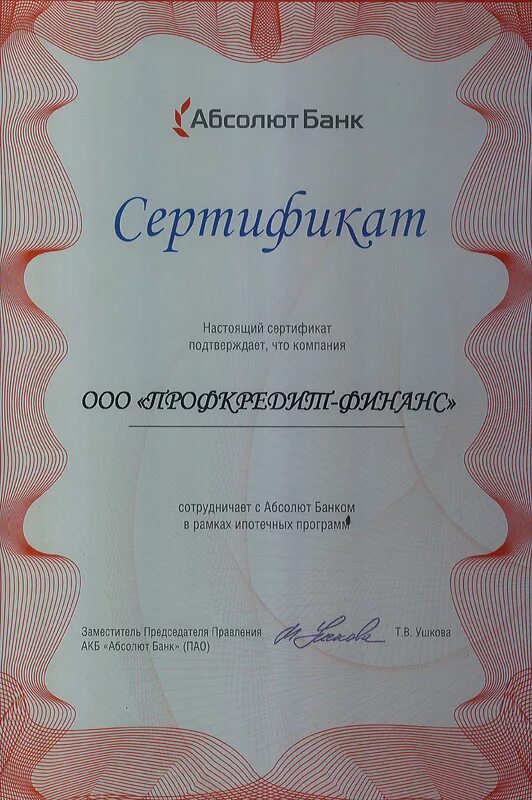 Абсолют Банк
Сертификат
Настоящий сертификат
подтверждает, что компания
ООО «ПРОФКРЕДИТ-ФИНАНС»
сотрудничает с Абсолют Банком
в рамках ипотечных программ
Заместитель Председателя Правления
АКБ «Абсолют Банк» (ПАО)
Т.В. Ушкова